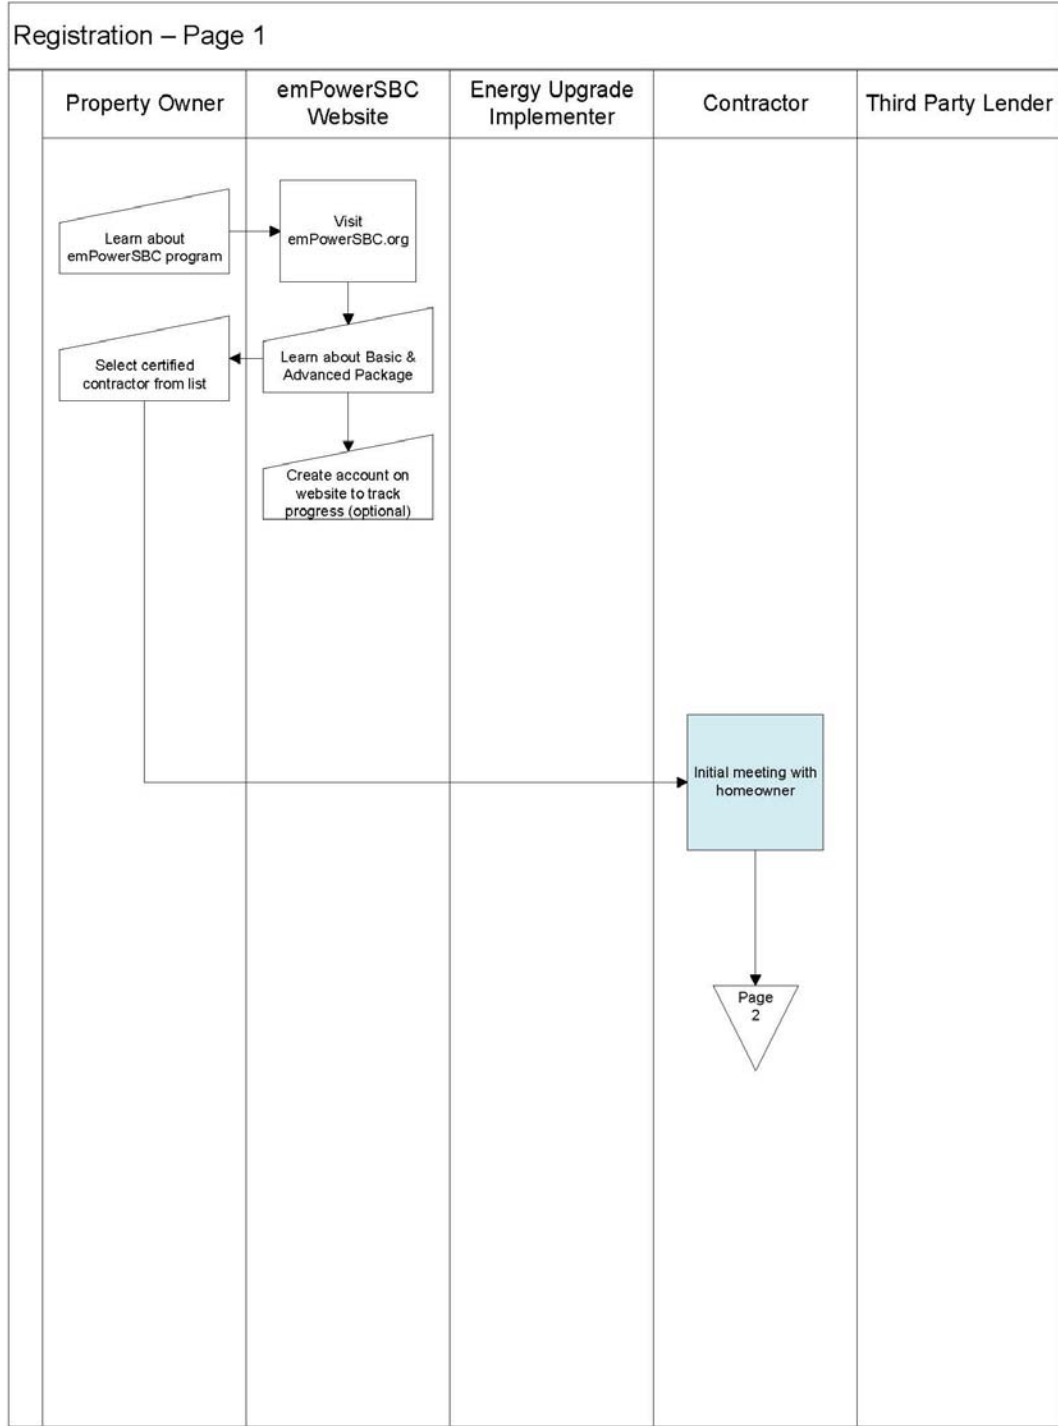 Registration – Page 1
Property Owner
emPowerSBC
Website
Energy Upgrade
Implementer
Contractor
Third Party Lender
Learn about
emPowerSBC program
Visit
emPowerSBC.org
Select certified
contractor from list
Learn about Basic &
Advanced Package
Create account on
website to track
progress (optional)
Initial meeting with
homeowner
Page
2